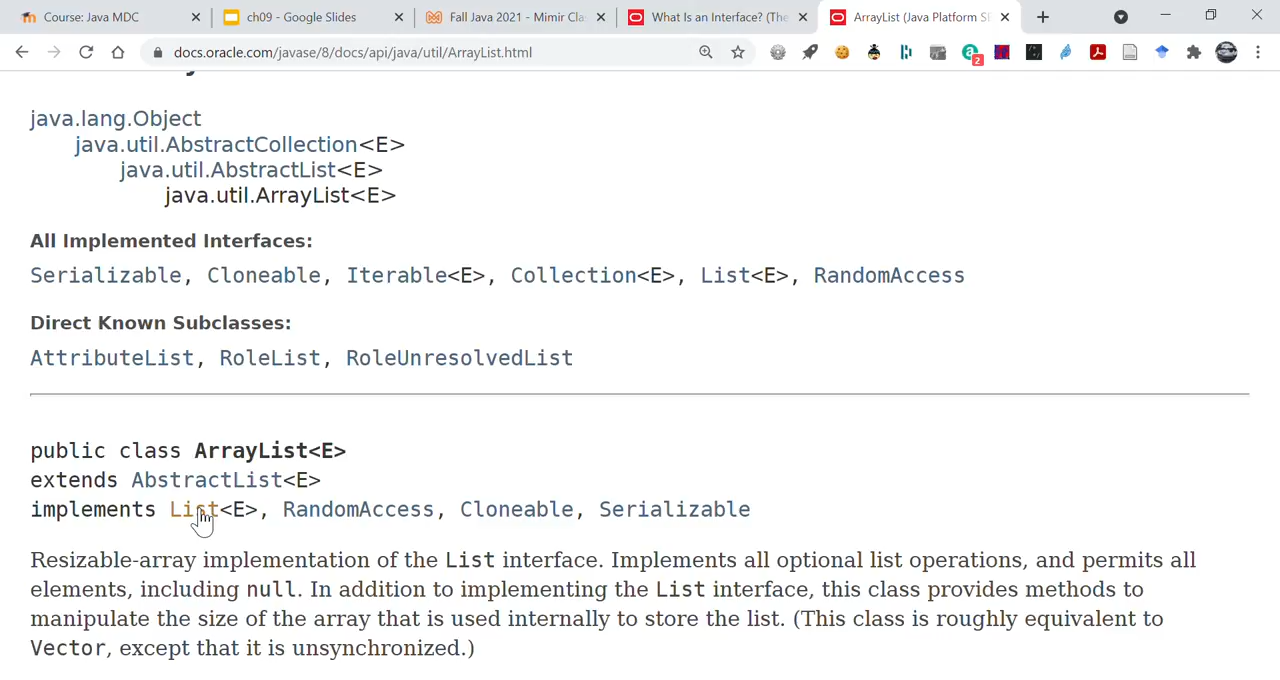 Course: Java MDC
ch09 - Google Slides
Fall Java 2021 - Mimir Cla
What Is an Interface? (The
ArrayList (Java Platform SE
docs.oracle.com/javase/8/docs/api/java/util/ArrayList.html
2
java.lang.Object
java.util.AbstractCollection<E>
java.util.AbstractList<E>
java.util.ArrayList<E>
All Implemented Interfaces:
Serializable, Cloneable, Iterable<E>, Collection<E>, List<E>, RandomAccess
Direct Known Subclasses:
AttributeList, RoleList, RoleUnresolvedList
public class ArrayList<E>
extends AbstractList<E>
implements List<E>, RandomAccess, Cloneable, Serializable
Resizable-array implementation of the List interface. Implements all optional list operations, and permits all
elements, including null. In addition to implementing the List interface, this class provides methods to
manipulate the size of the array that is used internally to store the list. (This class is roughly equivalent to
Vector, except that it is unsynchronized.)